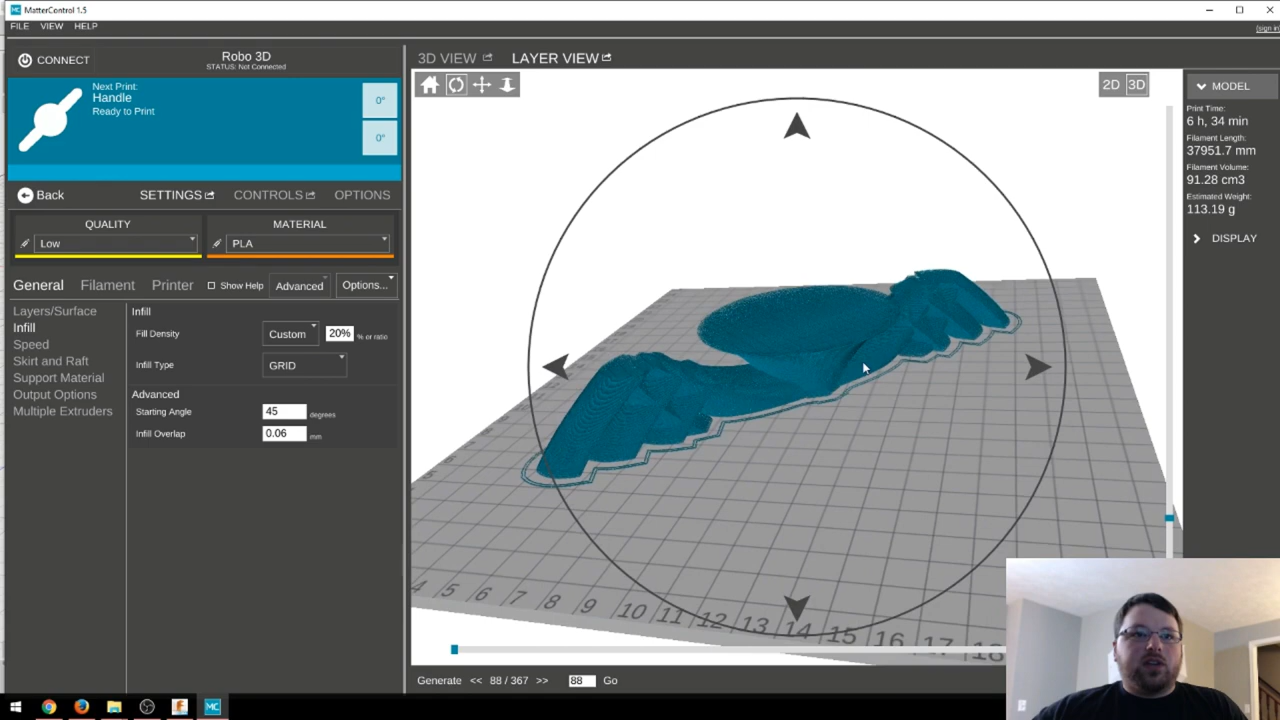 MC MatterControl 1.5
FILE VIEW HELP
(sign in)
CONNECT
Robo 3D
STATUS: Not Connected
Next Print:
Handle
Ready to Print
0°
0°
Back
SETTINGS
CONTROLS
OPTIONS
QUALITY
MATERIAL
Low
PLA
General
Filament
Printer
Show Help
Advanced
Options...
Layers/Surface
Infill
Speed
Skirt and Raft
Support Material
Output Options
Multiple Extruders
Infill
Fill Density
Custom
20%
% or ratio
Infill Type
GRID
Advanced
Starting Angle
45
degrees
Infill Overlap
0.06
mm
3D VIEW
LAYER VIEW
2D 3D
4 5 6 7 8 9 10 11 12 13 14 15 16 17 18
Generate << 88 / 367 >> 88 Go
MODEL
Print Time:
6 h, 34 min
Filament Length:
37951.7 mm
Filament Volume:
91.28 cm3
Estimated Weight:
113.19 g
DISPLAY
MC